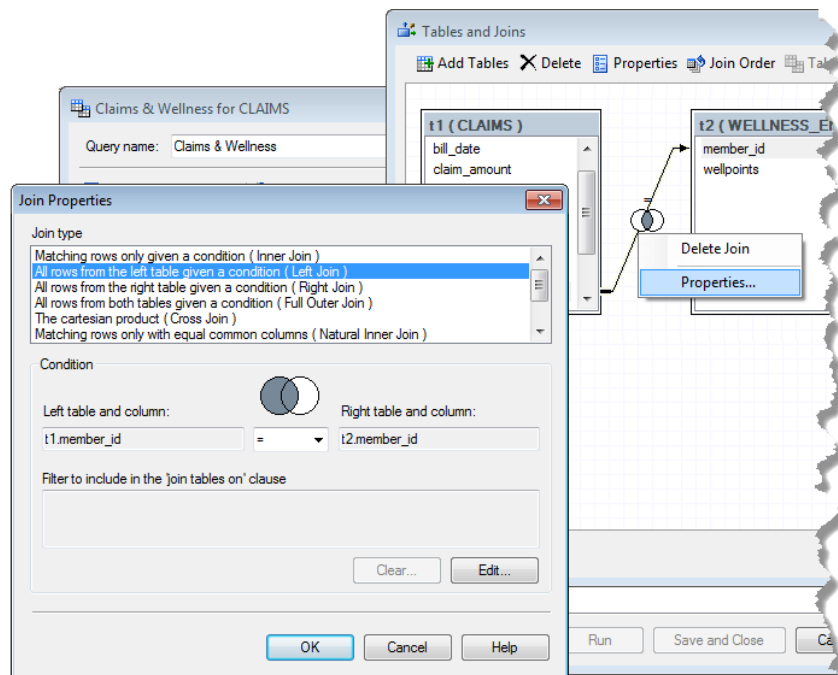 Tables and Joins
Add Tables Delete Properties Join Order
Claims & Wellness for CLAIMS
Query name: Claims & Wellness
t1 ( CLAIMS )
bill_date
claim_amount
t2 ( WELLNESS_E
member_id
wellpoints
=
Delete Join
Properties...
Join Properties
Join type
Matching rows only given a condition ( Inner Join )
All rows from the left table given a condition ( Left Join )
All rows from the right table given a condition ( Right Join )
All rows from both tables given a condition ( Full Outer Join )
The cartesian product ( Cross Join )
Matching rows only with equal common columns ( Natural Inner Join )
Condition
Left table and column: Right table and column:
t1.member_id = t2.member_id
Filter to include in the 'join tables on' clause
Clear... Edit...
OK Cancel Help
Run Save and Close